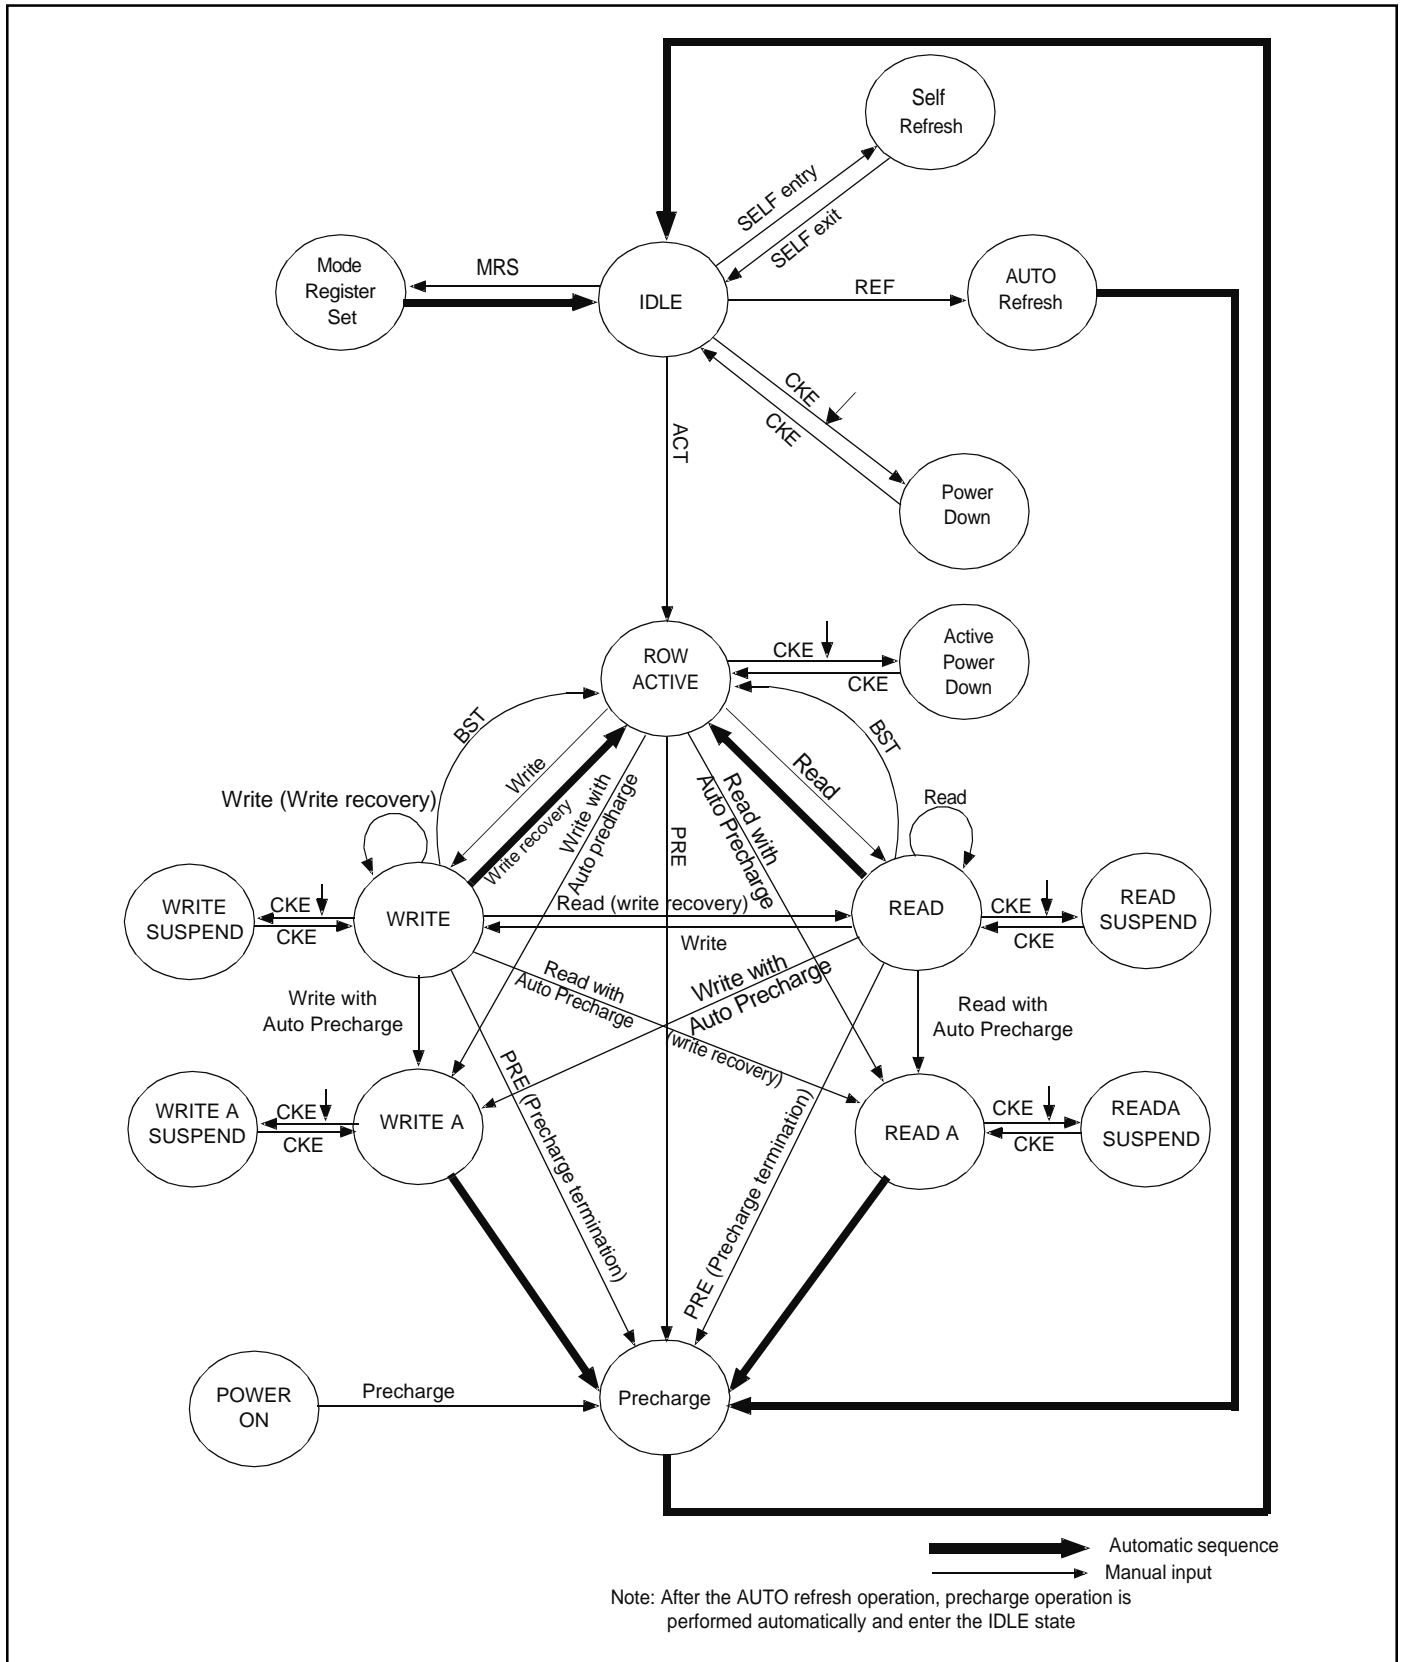 Self
Refresh
SELF entry
SELF exit
Mode
Register
Set
MRS
IDLE
REF
AUTO
Refresh
CKE
CKE
ACT
Power
Down
ROW
ACTIVE
CKE
CKE
Active
Power
Down
BST
BST
Write
Write recovery
Write with
Auto predharge
PRE
Read with
Auto Precharge
Read
Write (Write recovery)
Read
WRITE
SUSPEND
CKE
CKE
WRITE
Read (write recovery)
Write
READ
CKE
CKE
READ
SUSPEND
Write with
Auto Precharge
Read with
Auto Precharge
(write recovery)
Write with
Auto Precharge
Read with
Auto Precharge
WRITE A
SUSPEND
CKE
CKE
WRITE A
PRE (Precharge termination)
PRE (Precharge termination)
READ A
CKE
CKE
READA
SUSPEND
POWER
ON
Precharge
Precharge
Automatic sequence
Manual input
Note: After the AUTO refresh operation, precharge operation is
performed automatically and enter the IDLE state